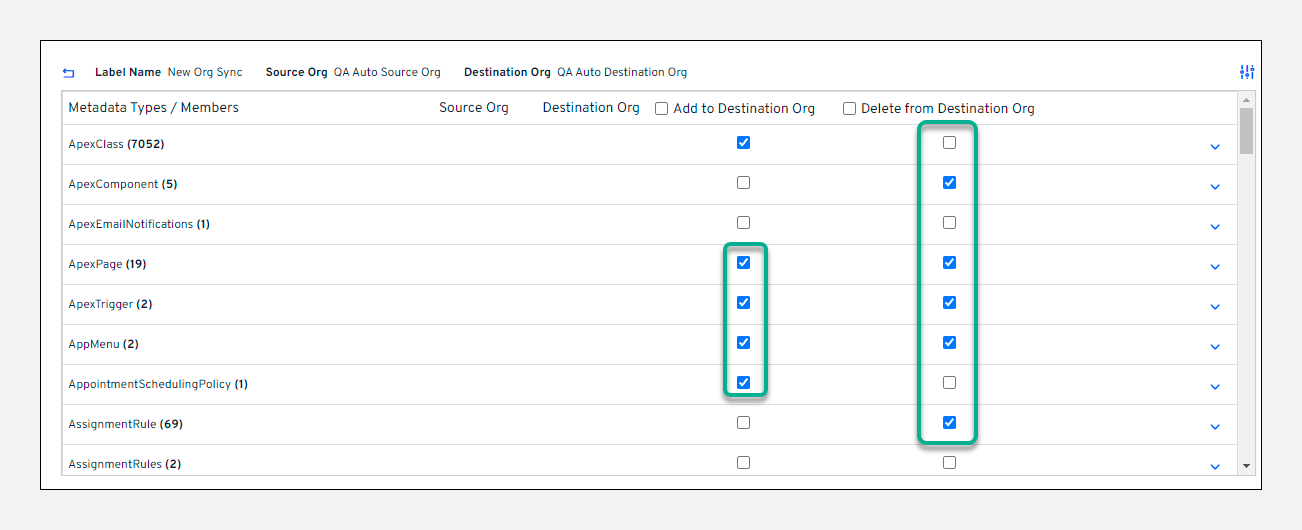 Label Name New Org Sync Source Org QA Auto Source Org Destination Org QA Auto Destination Org
Metadata Types / Members Source Org Destination Org Add to Destination Org Delete from Destination Org
ApexClass (7052)
ApexComponent (5)
ApexEmailNotifications (1)
ApexPage (19)
ApexTrigger (2)
AppMenu (2)
AppointmentSchedulingPolicy (1)
AssignmentRule (69)
AssignmentRules (2)